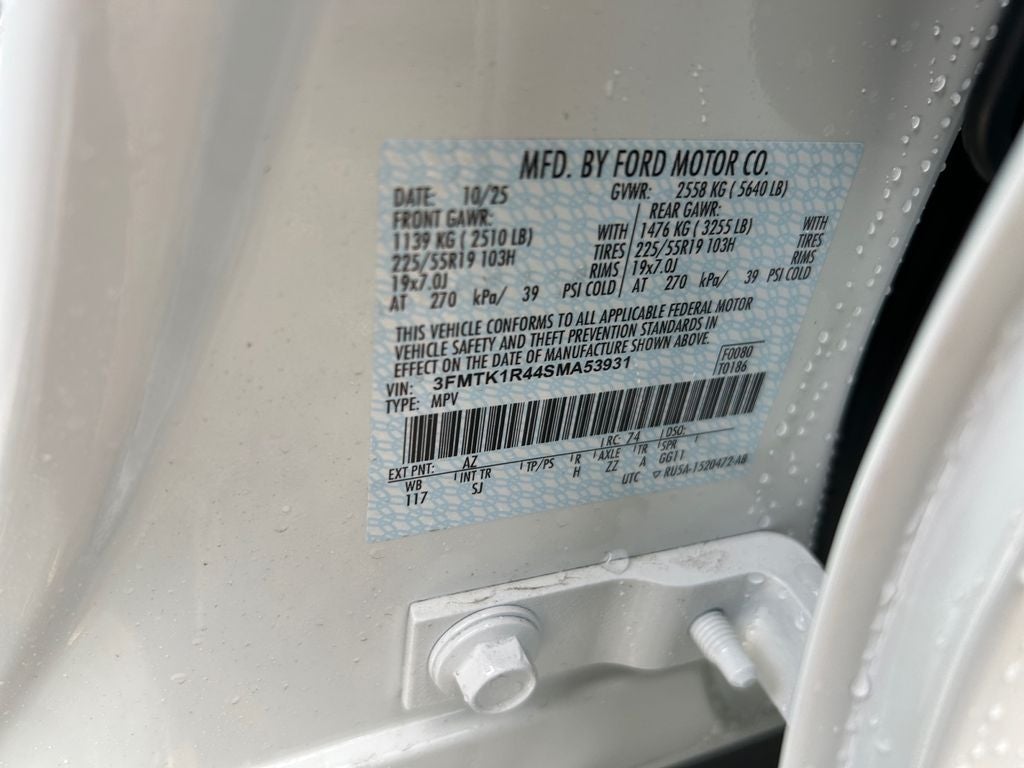 MFD. BY FORD MOTOR CO.
DATE: 10/25 GVWR: 2558 KG ( 5640 LB)
FRONT GAWR: REAR GAWR:
1139 KG ( 2510 LB) WITH 1476 KG ( 3255 LB) WITH
225/55R19 103H TIRES 225/55R19 103H TIRES
19x7.0J RIMS 19x7.0J RIMS
AT 270 kPa/ 39 PSI COLD AT 270 kPa/ 39 PSI COLD
THIS VEHICLE CONFORMS TO ALL APPLICABLE FEDERAL MOTOR
VEHICLE SAFETY AND THEFT PREVENTION STANDARDS IN
EFFECT ON THE DATE OF MANUFACTURE SHOWN ABOVE.
VIN: 3FMTK1R44SMA53931 F0080
TYPE: MPV T0186
EXT PNT: AZ RC: 74 DSO:
WB INT TR TP/PS R AXLE TR SPR
117 SJ H ZZ A GG11
UTC ▽ RU5A-1520472-AB